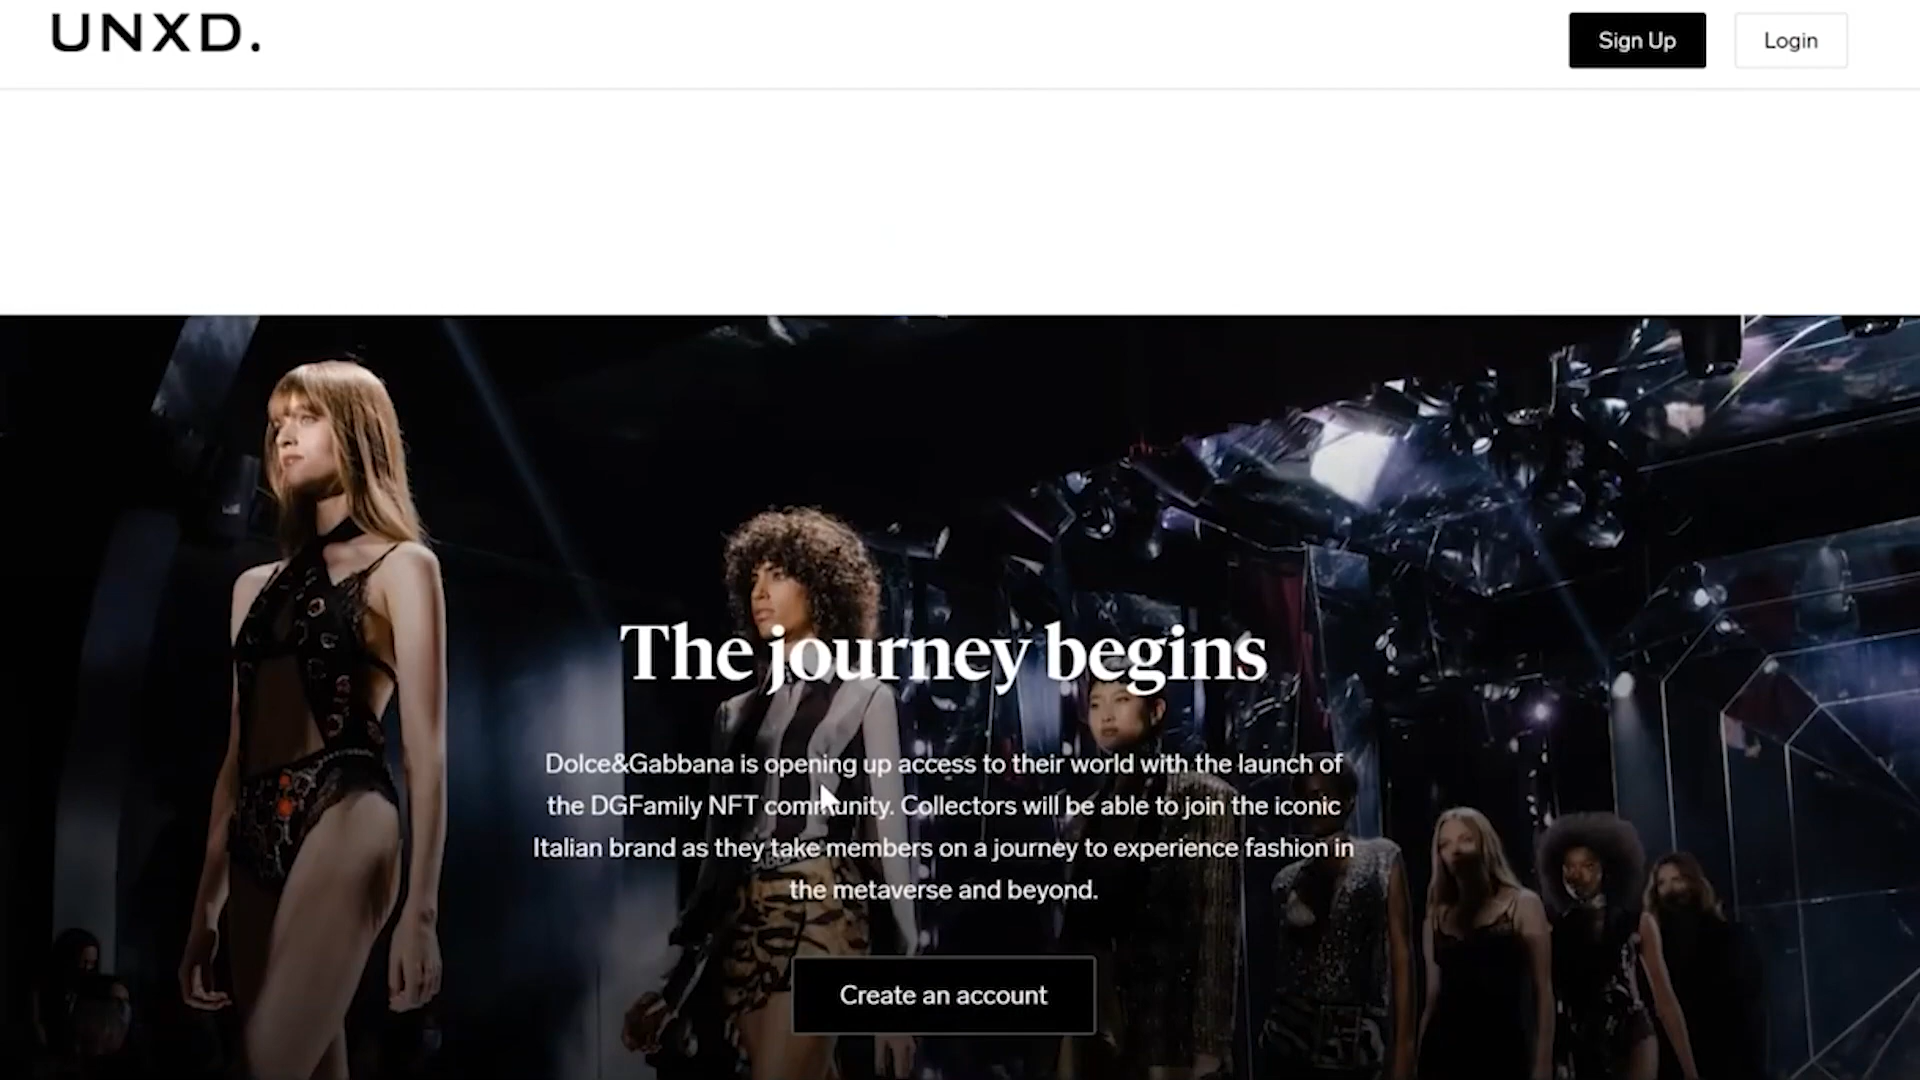 UNXD.
Sign Up
Login
The journey begins
Dolce&Gabbana is opening up access to their world with the launch of
the DGFamily NFT community. Collectors will be able to join the iconic
Italian brand as they take members on a journey to experience fashion in
the metaverse and beyond.
Create an account